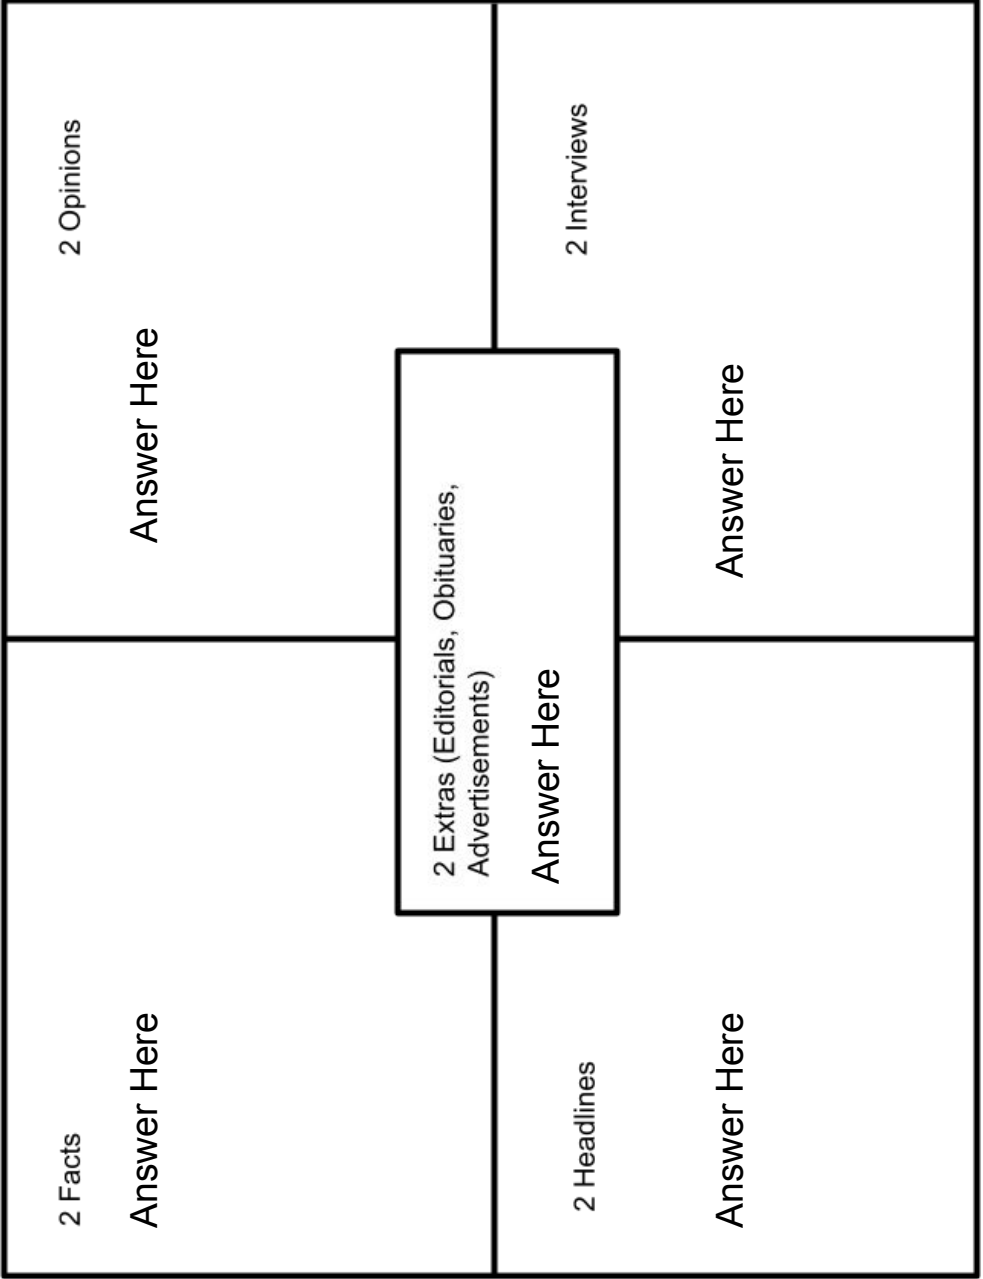 2 Facts
Answer Here
2 Opinions
Answer Here
2 Extras (Editorials, Obituaries,
Advertisements)
Answer Here
2 Headlines
Answer Here
2 Interviews
Answer Here